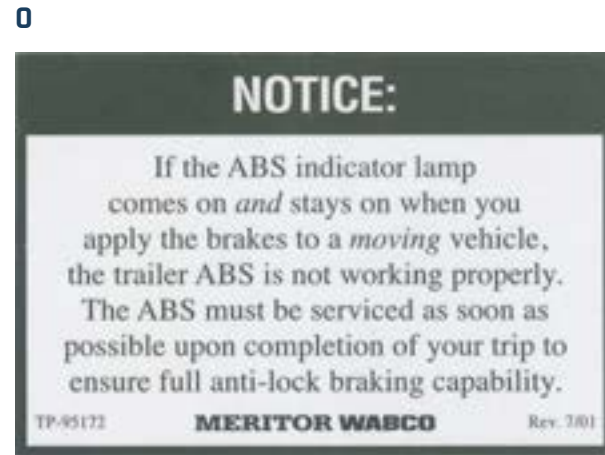 O
NOTICE:
If the ABS indicator lamp
comes on and stays on when you
apply the brakes to a moving vehicle,
the trailer ABS is not working properly.
The ABS must be serviced as soon as
possible upon completion of your trip to
ensure full anti-lock braking capability.
TP-95172 MERITOR WABCO Rev. 7/01